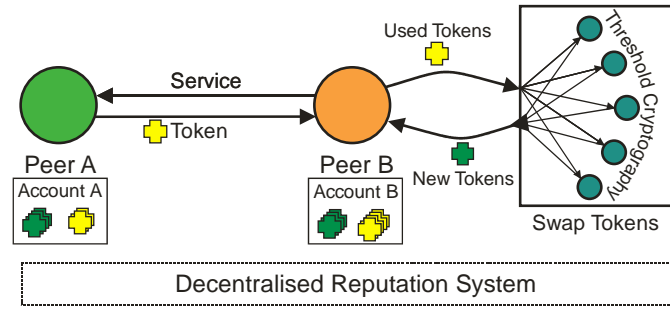 Used Tokens
Threshold Cryptography
Service
Token
Peer A
Peer B
New Tokens
Account A
Account B
Swap Tokens
Decentralised Reputation System